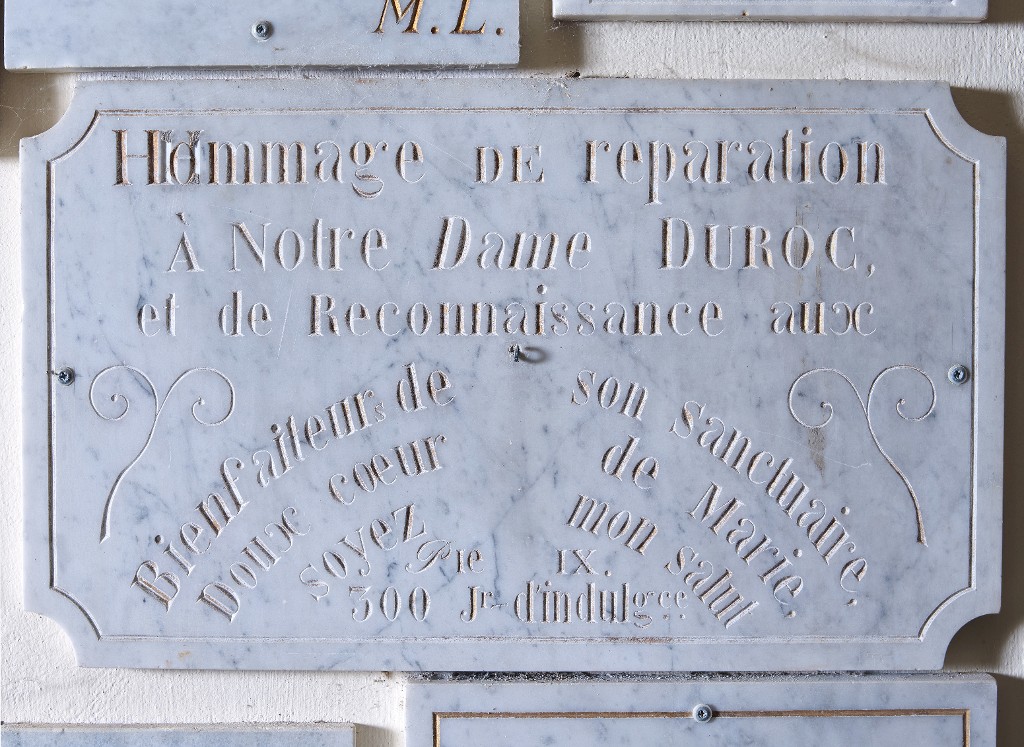 M.L.
Hommage DE reparation
À Notre Dame DUROC,
et de Reconnaissance aux
Bienfaiteurs de son sanctuaire,
Doux cœur de Marie,
soyez mon salut
Pie IX.
300 Jrs d'indulgcce